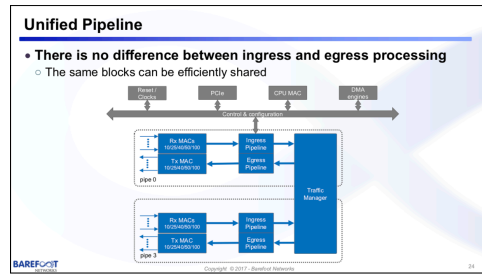 Unified Pipeline
• There is no difference between ingress and egress processing
○ The same blocks can be efficiently shared
Reset /
Clocks
PCIe
CPU MAC
DMA
engines
Control & configuration
Rx MACs
10/25/40/50/100
Ingress
Pipeline
Tx MAC
10/25/40/50/100
Egress
Pipeline
pipe 0
Traffic
Manager
Rx MACs
10/25/40/50/100
Ingress
Pipeline
Tx MAC
10/25/40/50/100
Egress
Pipeline
pipe 3
BAREFOOT
NETWORKS
Copyright © 2017 - Barefoot Networks
24